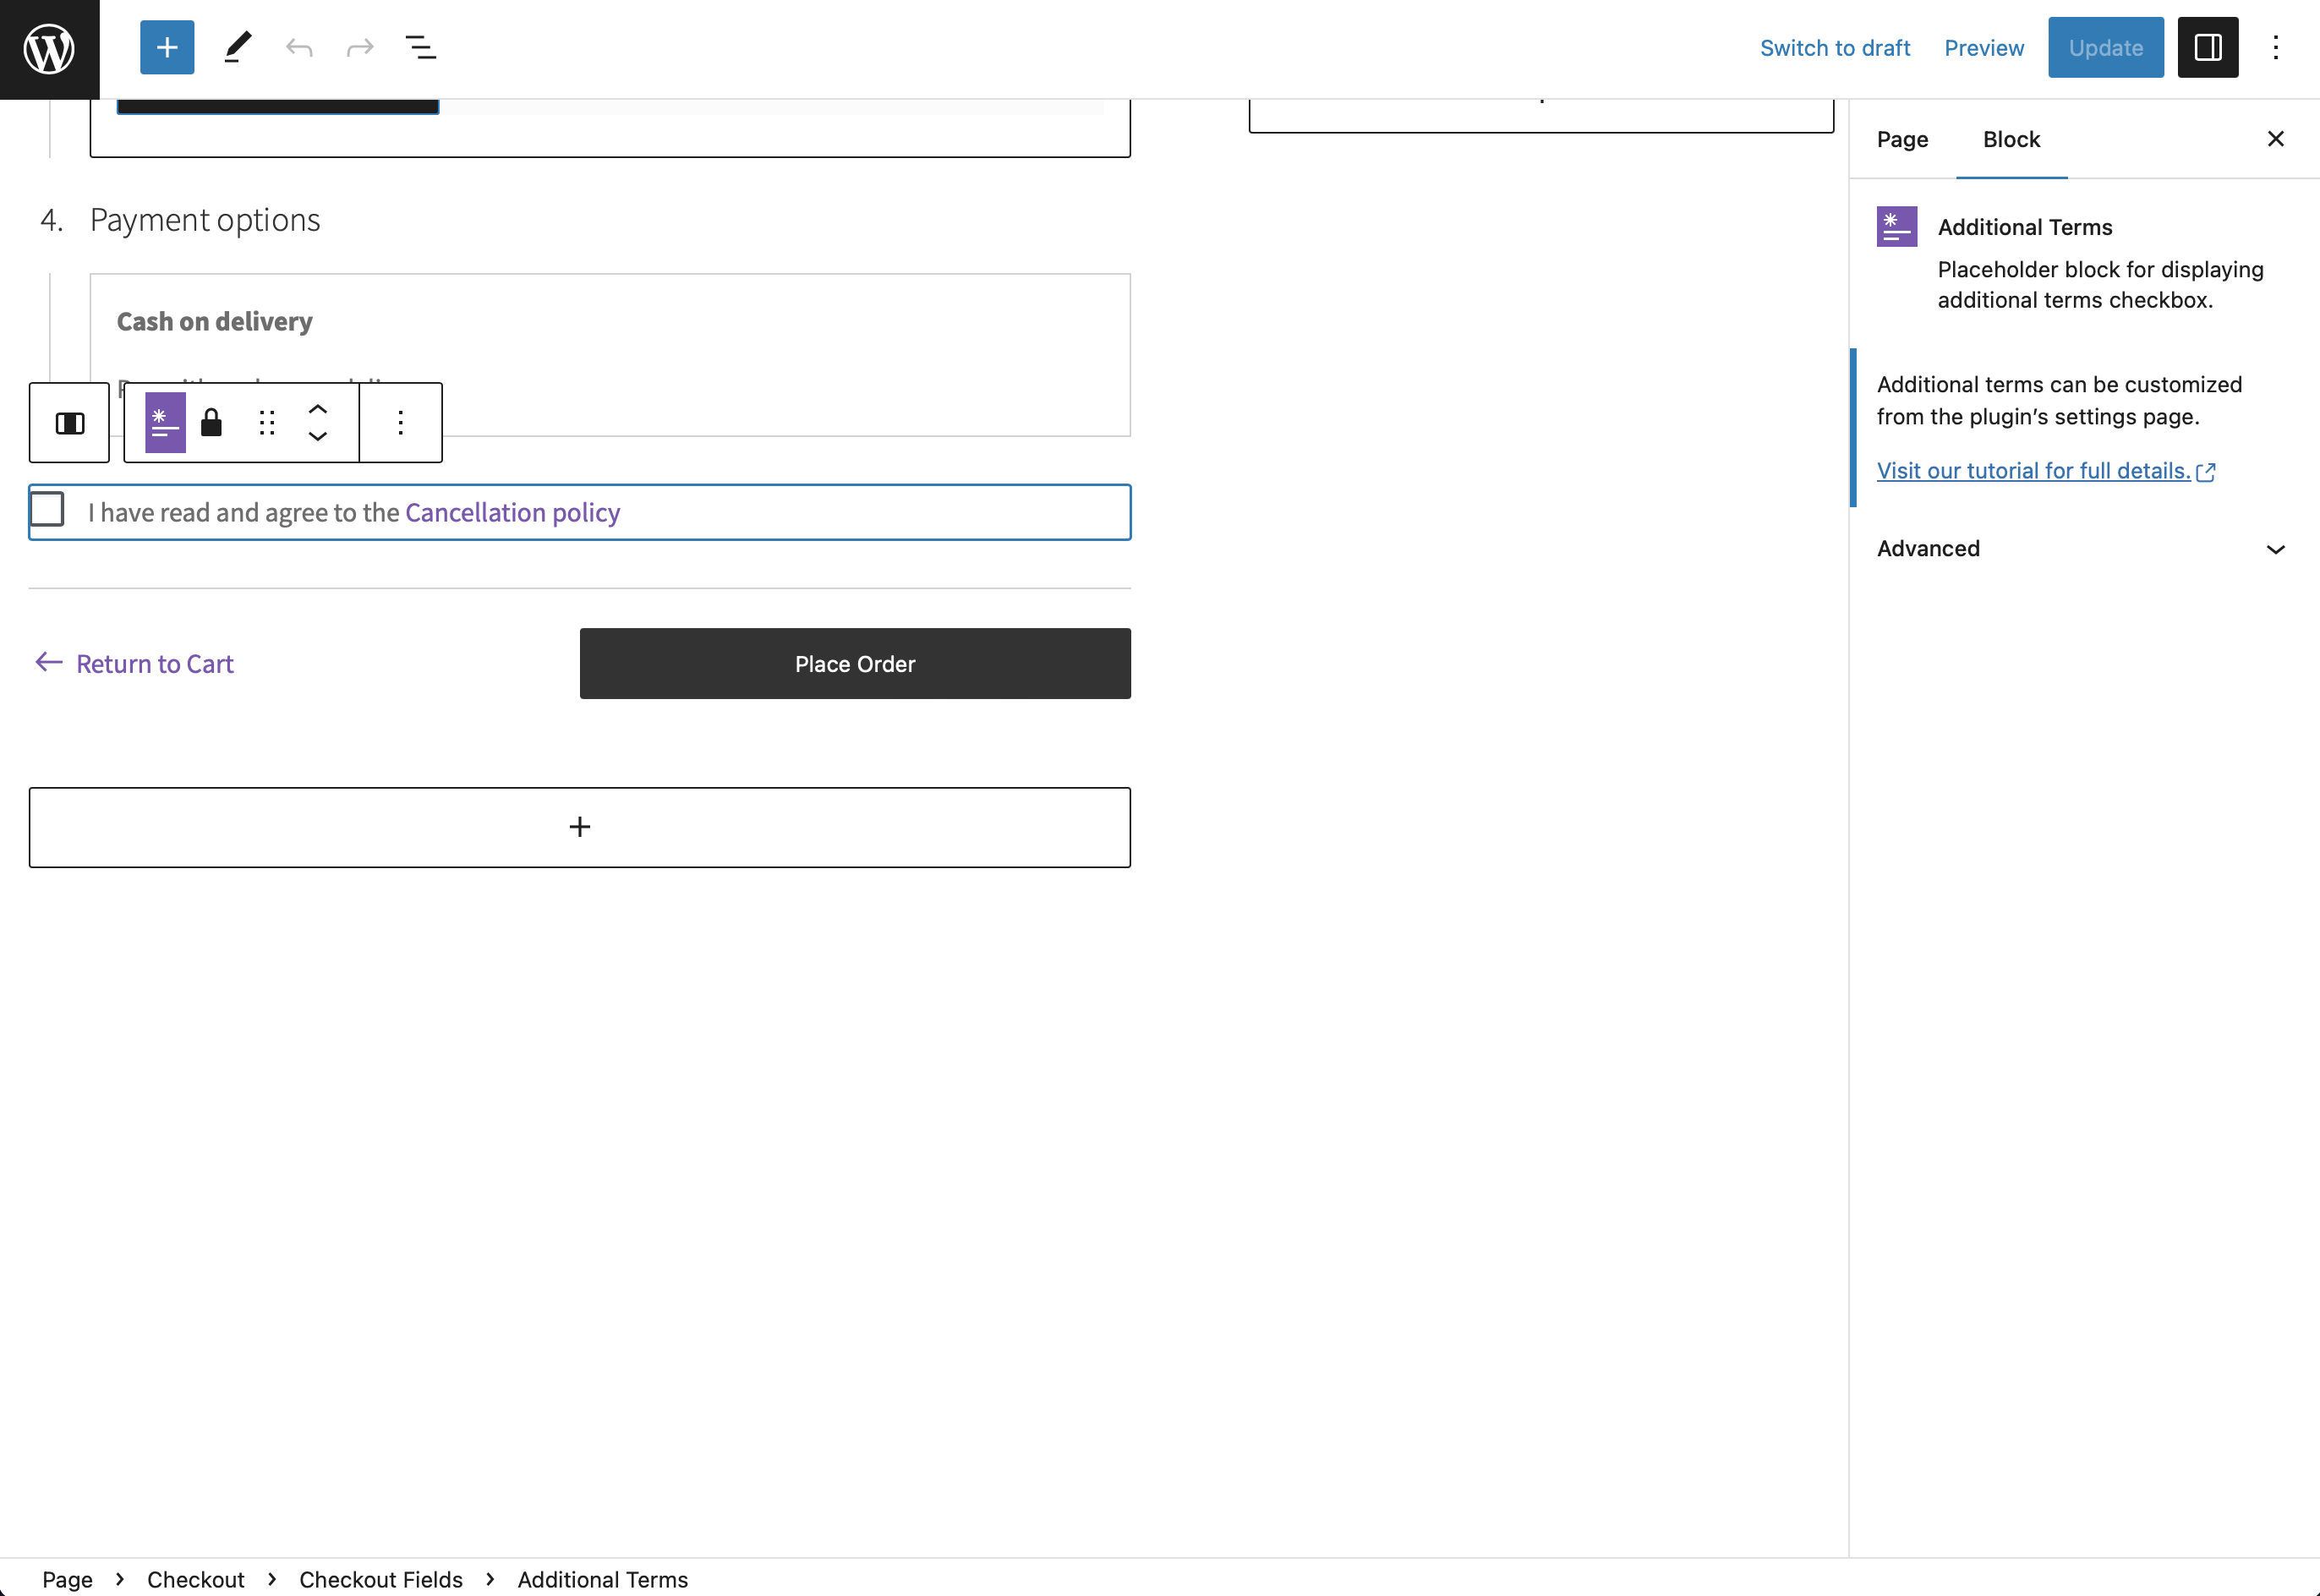 Switch to draft
Preview
Update
Page
Block
4. Payment options
Additional Terms
Placeholder block for displaying
additional terms checkbox.
Cash on delivery
Additional terms can be customized
from the plugin’s settings page.
Visit our tutorial for full details.
I have read and agree to the Cancellation policy
Advanced
Return to Cart
Place Order
Page
Checkout
Checkout Fields
Additional Terms